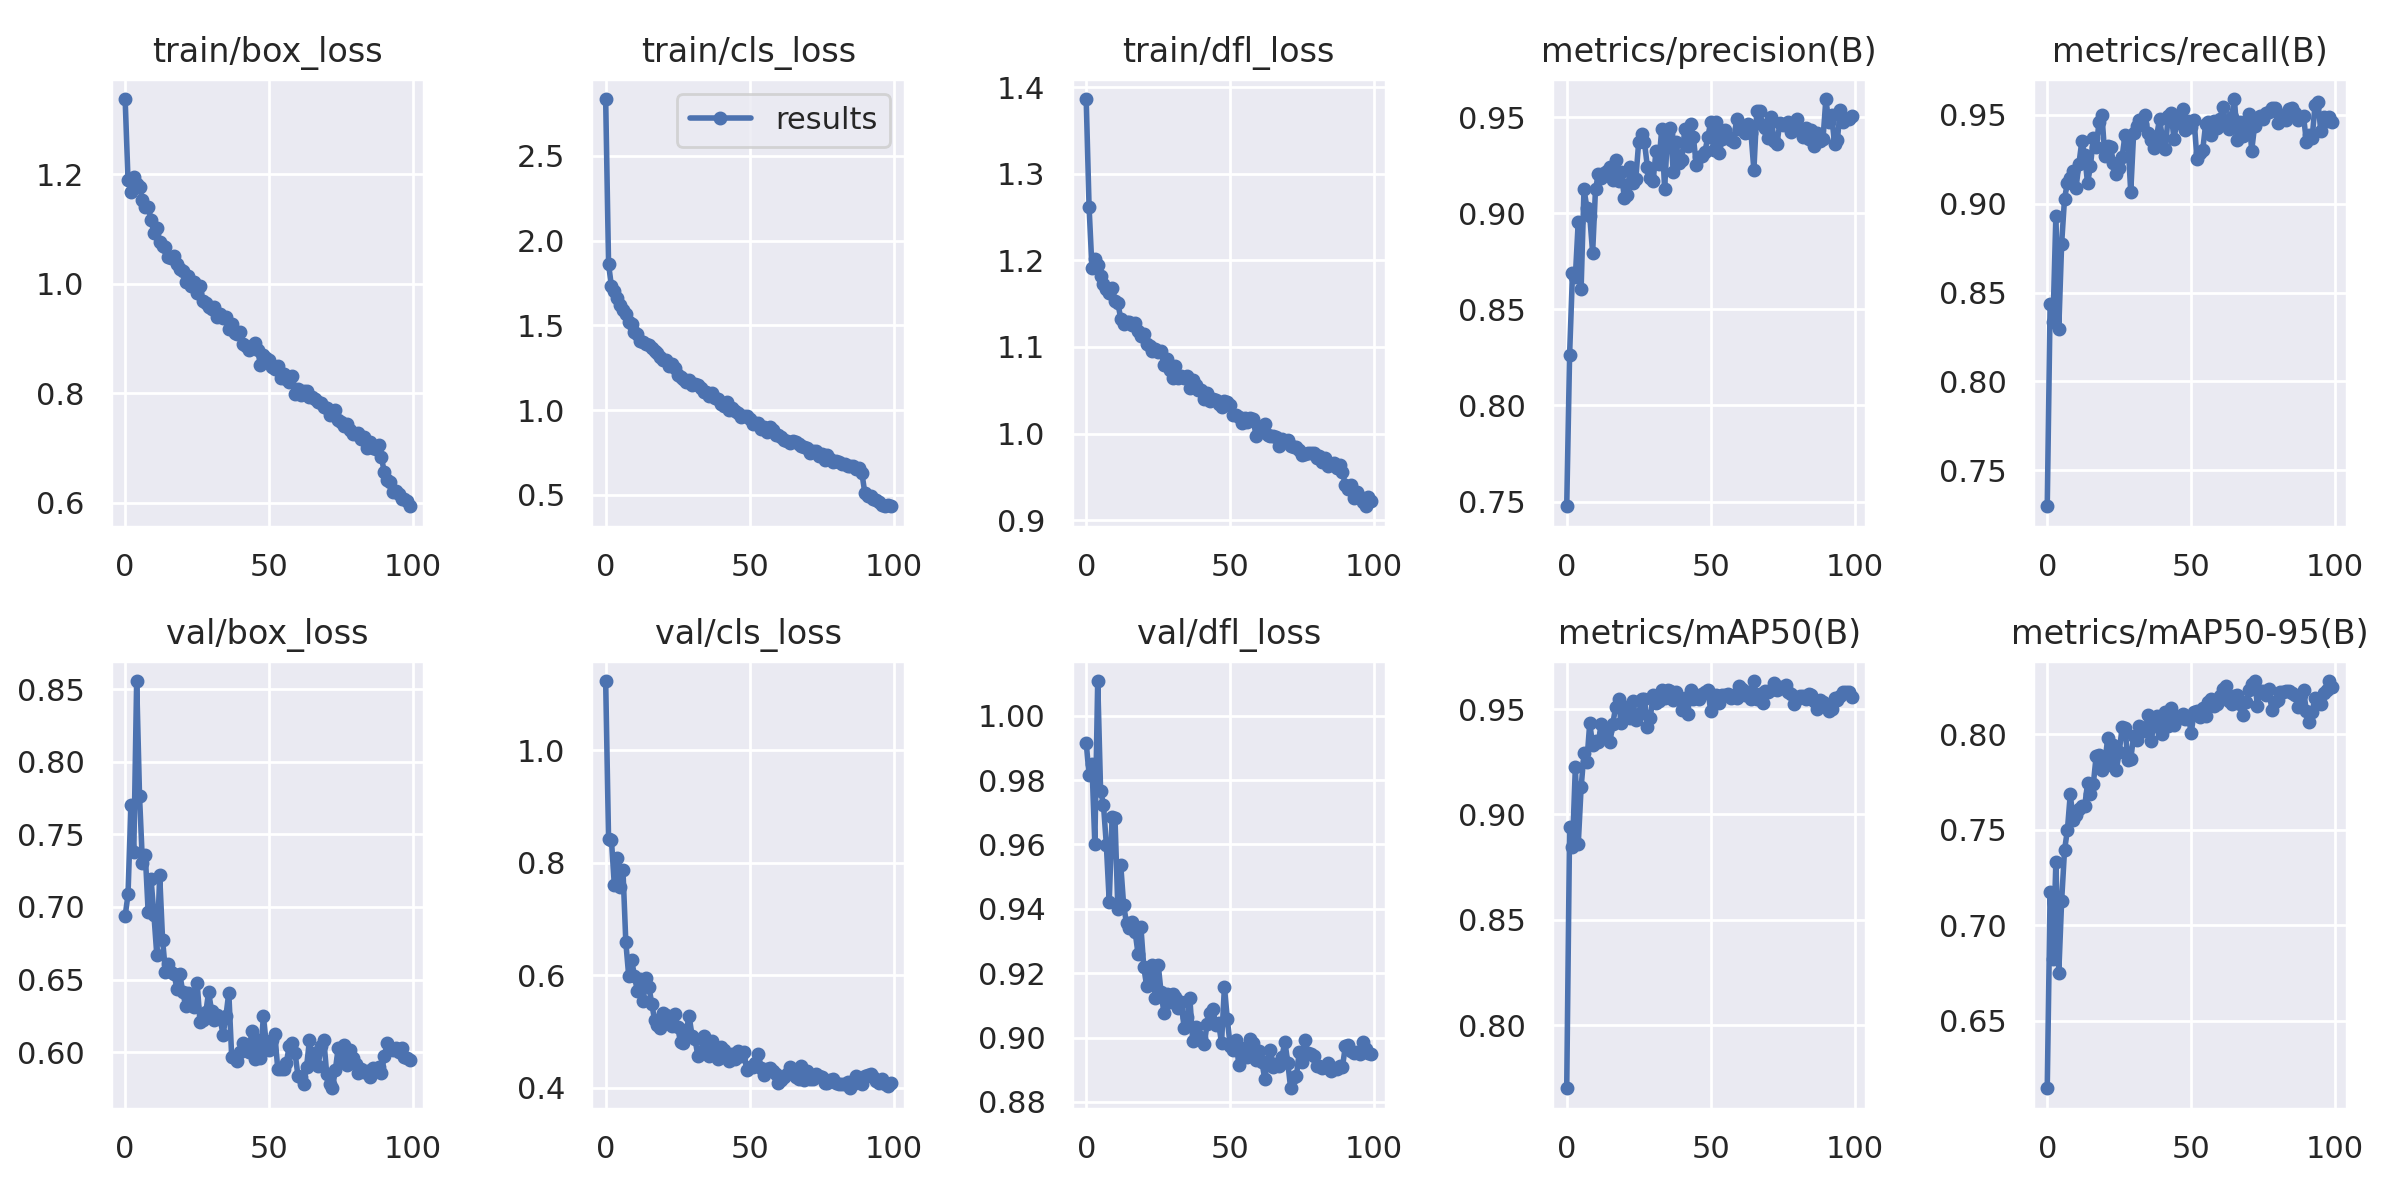 train/box_loss
1.2
1.0
0.8
0.6
0 50 100
train/cls_loss
results
2.5
2.0
1.5
1.0
0.5
0 50 100
train/dfl_loss
1.4
1.3
1.2
1.1
1.0
0.9
0 50 100
metrics/precision(B)
0.95
0.90
0.85
0.80
0.75
0 50 100
metrics/recall(B)
0.95
0.90
0.85
0.80
0.75
0 50 100
val/box_loss
0.85
0.80
0.75
0.70
0.65
0.60
0 50 100
val/cls_loss
1.0
0.8
0.6
0.4
0 50 100
val/dfl_loss
1.00
0.98
0.96
0.94
0.92
0.90
0.88
0 50 100
metrics/mAP50(B)
0.95
0.90
0.85
0.80
0 50 100
metrics/mAP50-95(B)
0.80
0.75
0.70
0.65
0 50 100